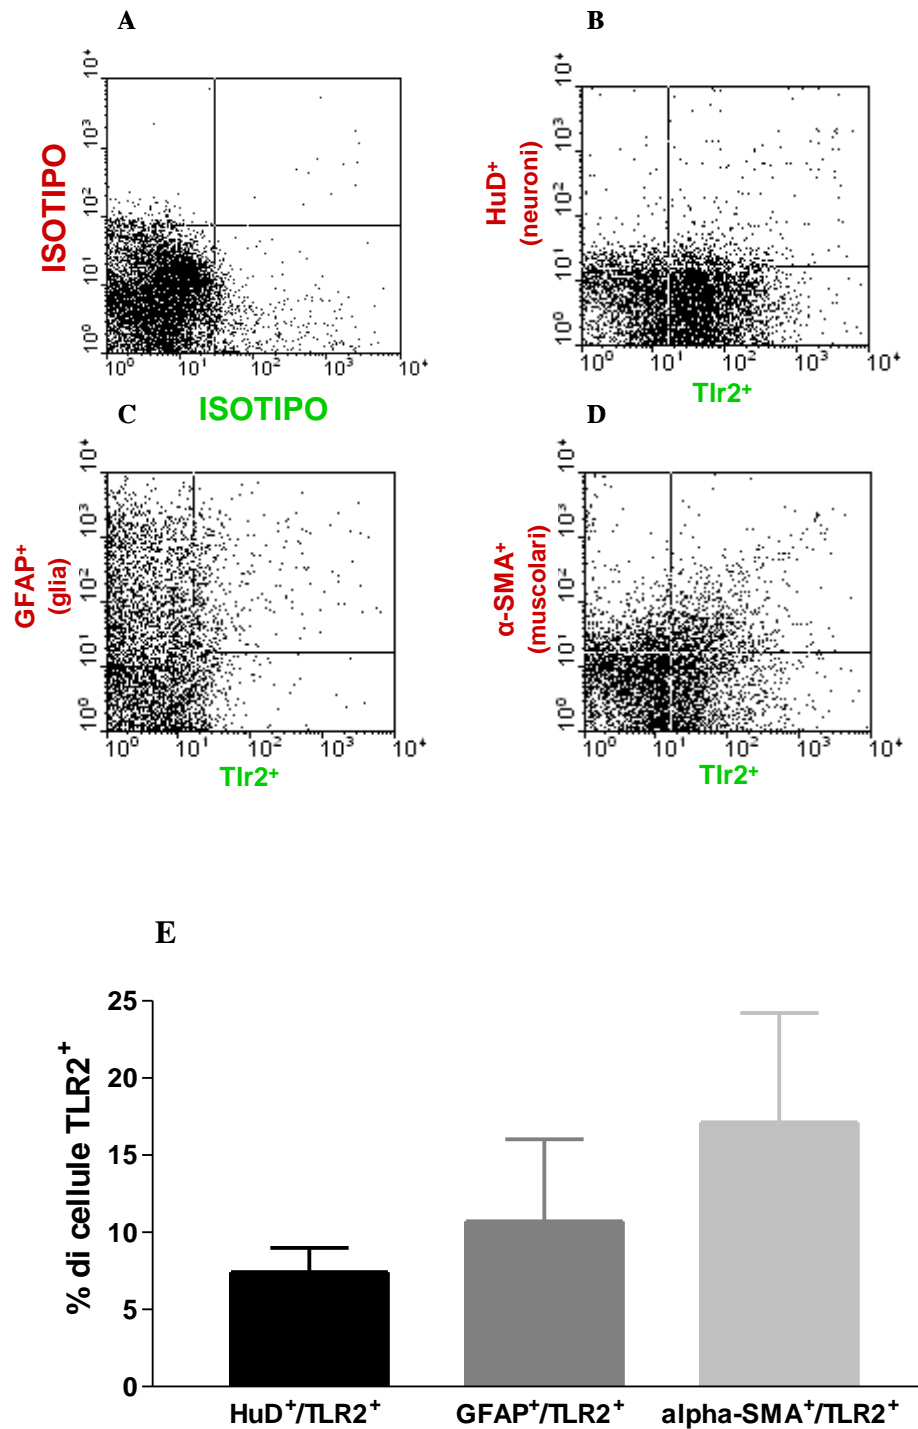 A
B
10⁴
10³
10²
10¹
10⁰
ISOTIPO
10⁰ 10¹ 10² 10³ 10⁴
ISOTIPO
10⁴
10³
10²
10¹
10⁰
HuD⁺
(neuroni)
10⁰ 10¹ 10² 10³ 10⁴
Tlr2⁺
C
D
10⁴
10³
10²
10¹
10⁰
GFAP⁺
(glia)
10⁰ 10¹ 10² 10³ 10⁴
Tlr2⁺
10⁴
10³
10²
10¹
10⁰
α-SMA⁺
(muscolari)
10⁰ 10¹ 10² 10³ 10⁴
Tlr2⁺
E
% di cellule TLR2⁺
25
20
15
10
5
0
HuD⁺/TLR2⁺ GFAP⁺/TLR2⁺ alpha-SMA⁺/TLR2⁺